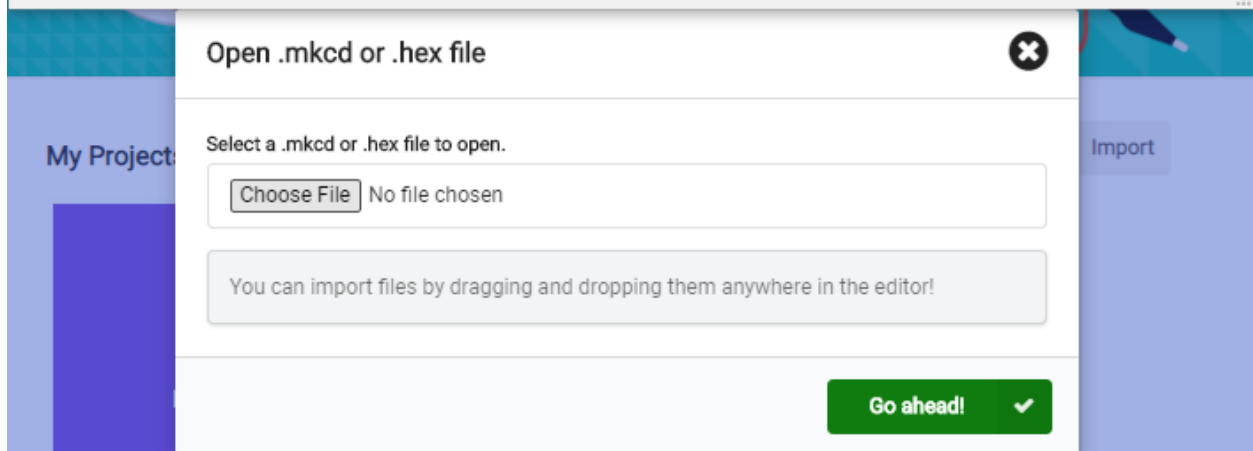 Open .mkcd or .hex file
Select a .mkcd or .hex file to open.
My Project
Import
Choose File No file chosen
You can import files by dragging and dropping them anywhere in the editor!
Go ahead!